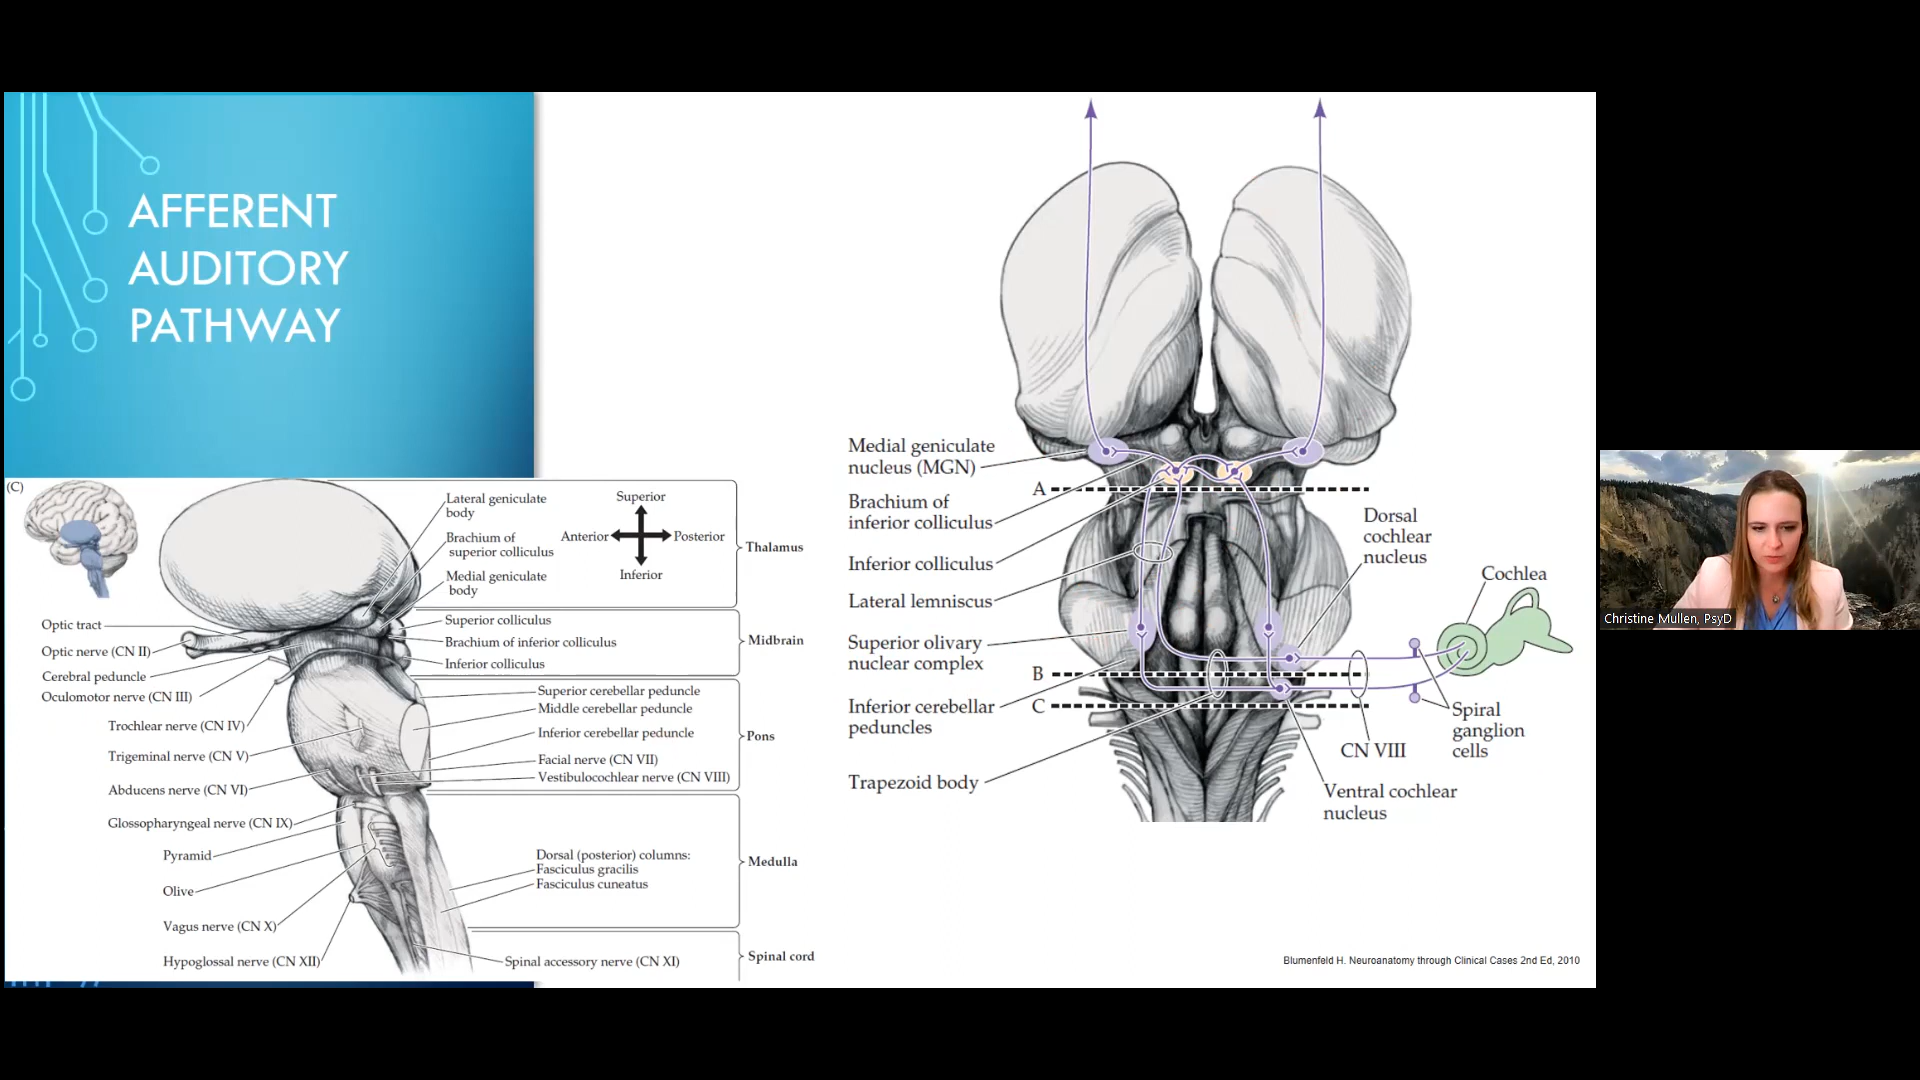 AFFERENT
AUDITORY
PATHWAY
(C)
Lateral geniculate
body
Brachium of
superior colliculus
Medial geniculate
body
Superior
Anterior
Posterior
Inferior
Thalamus
Optic tract
Optic nerve (CN II)
Cerebral peduncle
Oculomotor nerve (CN III)
Trochlear nerve (CN IV)
Trigeminal nerve (CN V)
Abducens nerve (CN VI)
Glossopharyngeal nerve (CN IX)
Pyramid
Olive
Vagus nerve (CN X)
Hypoglossal nerve (CN XII)
Superior colliculus
Brachium of inferior colliculus
Inferior colliculus
Midbrain
Superior cerebellar peduncle
Middle cerebellar peduncle
Inferior cerebellar peduncle
Facial nerve (CN VII)
Vestibulocochlear nerve (CN VIII)
Pons
Dorsal (posterior) columns:
Fasciculus gracilis
Fasciculus cuneatus
Medulla
Spinal accessory nerve (CN XI)
Spinal cord
Medial geniculate
nucleus (MGN)
Brachium of
inferior colliculus
Inferior colliculus
Lateral lemniscus
Superior olivary
nuclear complex
Inferior cerebellar
peduncles
Trapezoid body
A
B
C
Dorsal
cochlear
nucleus
Cochlea
Spiral
ganglion
cells
CN VIII
Ventral cochlear
nucleus
Blumenfeld H. Neuroanatomy through Clinical Cases 2nd Ed, 2010
Christine Mullen, PsyD